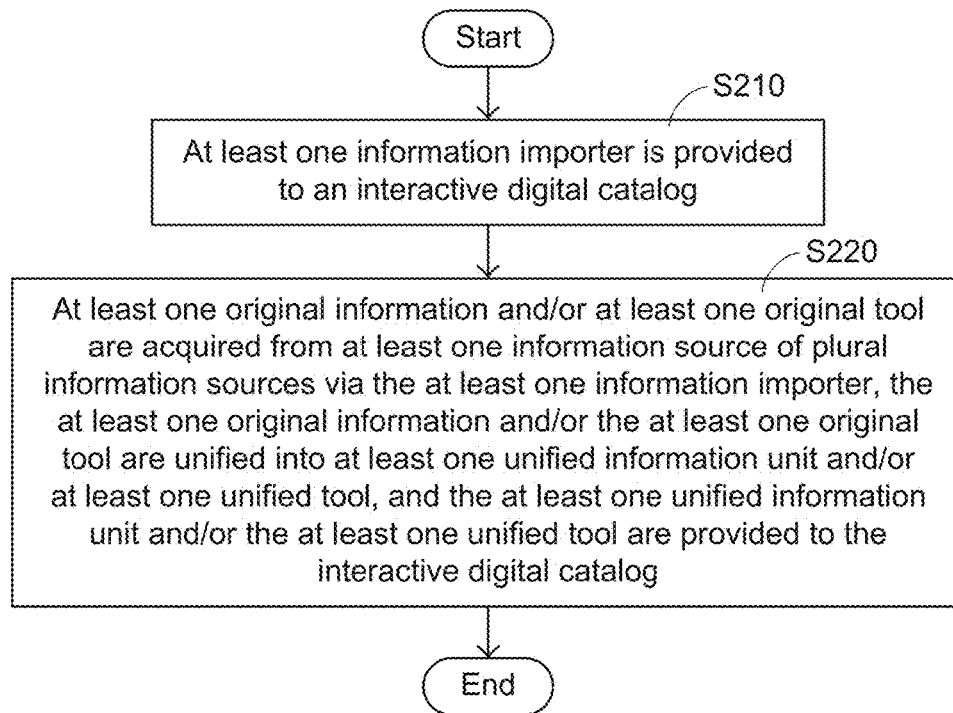 Start
S210
At least one information importer is provided
to an interactive digital catalog
S220
At least one original information and/or at least one original tool
are acquired from at least one information source of plural
information sources via the at least one information importer, the
at least one original information and/or the at least one original
tool are unified into at least one unified information unit and/or
at least one unified tool, and the at least one unified information
unit and/or the at least one unified tool are provided to the
interactive digital catalog
End